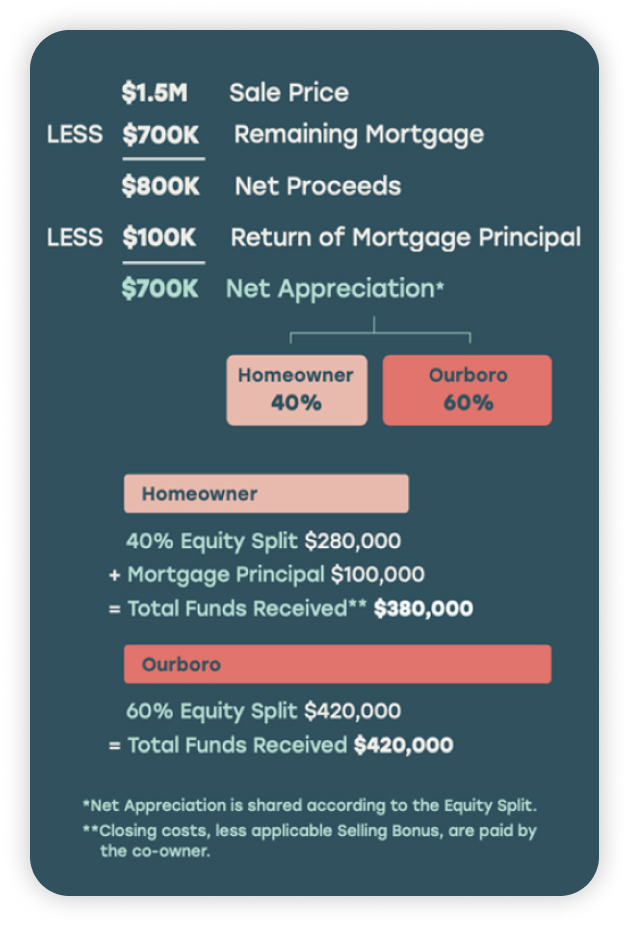 $1.5M Sale Price
LESS $700K Remaining Mortgage
$800K Net Proceeds
LESS $100K Return of Mortgage Principal
$700K Net Appreciation*
Homeowner Ourboro
40% 60%
Homeowner
40% Equity Split $280,000
+ Mortgage Principal $100,000
= Total Funds Received** $380,000
Ourboro
60% Equity Split $420,000
= Total Funds Received $420,000
*Net Appreciation is shared according to the Equity Split.
**Closing costs, less applicable Selling Bonus, are paid by
the co-owner.